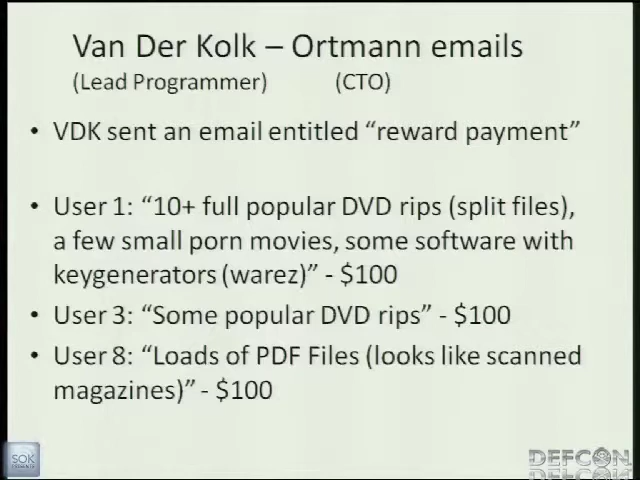 Van Der Kolk – Ortmann emails
(Lead Programmer) (CTO)
• VDK sent an email entitled “reward payment”
• User 1: “10+ full popular DVD rips (split files),
a few small porn movies, some software with
keygenerators (warez)” - $100
• User 3: “Some popular DVD rips” - $100
• User 8: “Loads of PDF Files (looks like scanned
magazines)” - $100
SOK
DEFCON